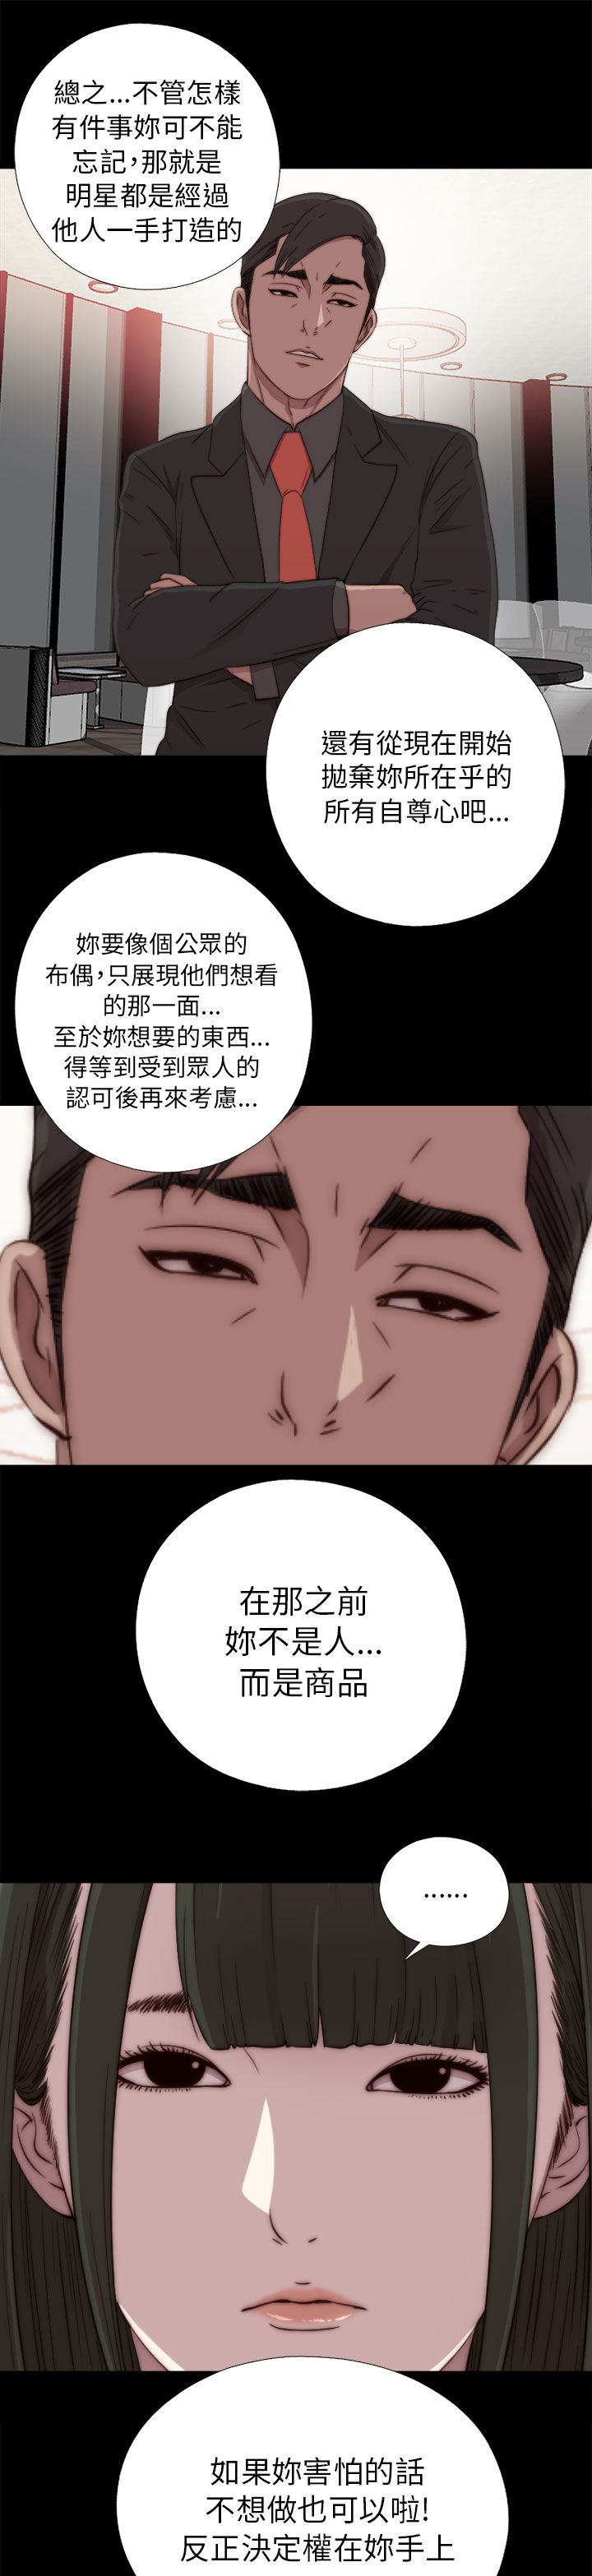 總之...不管怎樣
有件事妳可不能
忘記，那就是
明星都是經過
他人一手打造的
還有從現在開始
拋棄妳所在乎的
所有自尊心吧...
妳要像個公眾的
布偶，只展現他們想看
的那一面...
至於妳想要的東西...
得等到受到眾人的
認可後再來考慮...
在那之前
妳不是人...
而是商品
......
如果妳害怕的話
不想做也可以啦!
反正決定權在妳手上